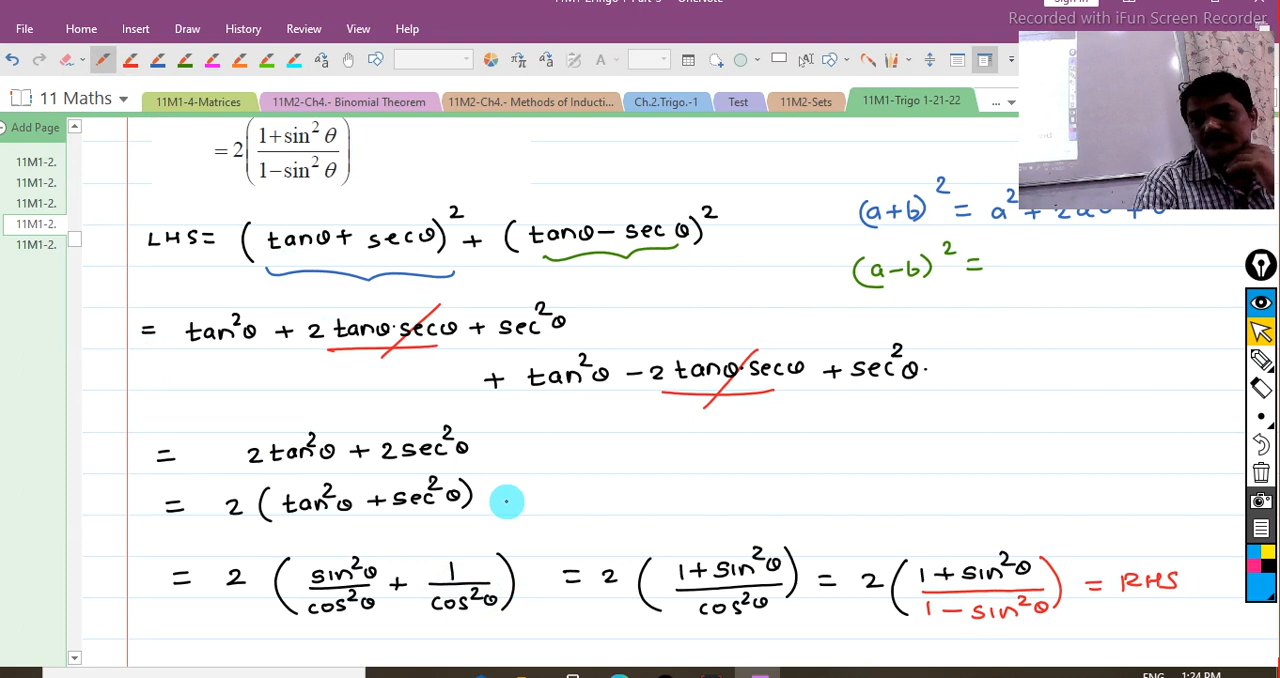 Recorded with iFun Screen Recorder
File Home Insert Draw History Review View Help
11 Maths
11M1-4-Matrices 11M2-Ch4.- Binomial Theorem 11M2-Ch4.- Methods of Inducti... Ch.2.Trigo.-1 Test 11M2-Sets 11M1-Trigo 1-21-22 ...
Add Page
11M1-2.
11M1-2.
11M1-2.
11M1-2.
11M1-2.
= 2((1+sin² θ)/(1−sin² θ))
LHS = (tanθ + secθ)² + (tanθ − secθ)²
(a+b)² = a² + 2ab +
(a−b)² =
= tan²θ + 2 tanθ·secθ + sec²θ
+ tan²θ − 2 tanθ·secθ + sec²θ.
= 2tan²θ + 2sec²θ
= 2 (tan²θ + sec²θ)
= 2 (sin²θ/cos²θ + 1/cos²θ) = 2 ((1+sin²θ)/cos²θ) = 2 ((1+sin²θ)/(1−sin²θ)) = RHS
ENG 1:24 PM